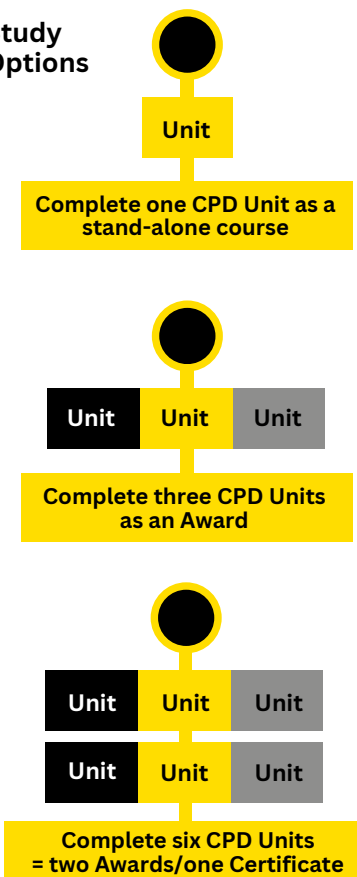 tudy
Options
Unit
Complete one CPD Unit as a
stand-alone course
Unit Unit Unit
Complete three CPD Units
as an Award
Unit Unit Unit
Unit Unit Unit
Complete six CPD Units
= two Awards/one Certificate